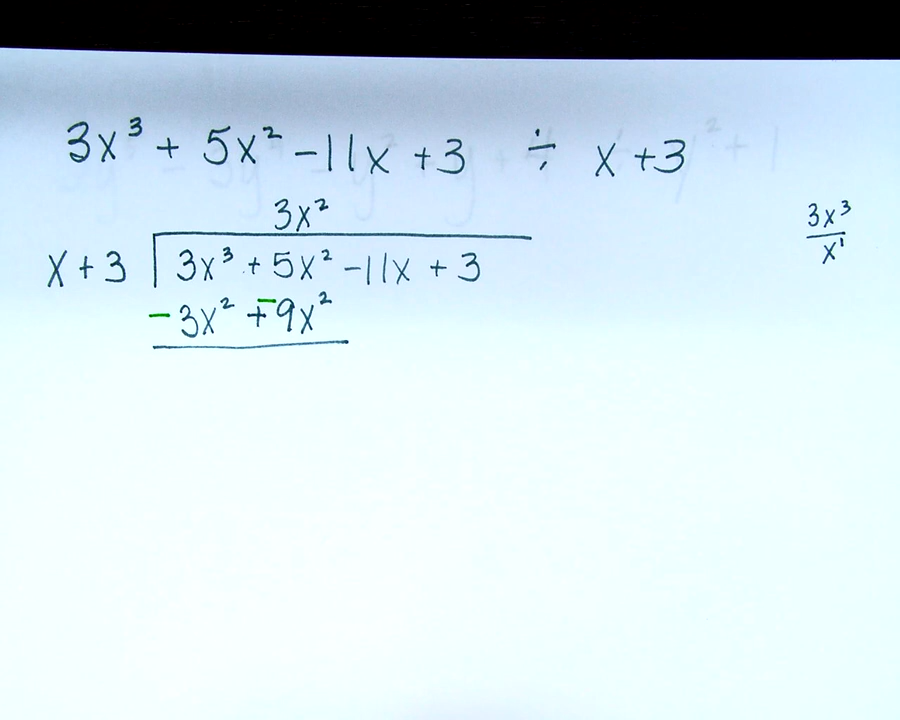 3x³ + 5x² -11x +3 ÷ x+3
3x²
3x³
x¹
x+3 3x³ + 5x² -11x + 3
- 3x² + - 9x²